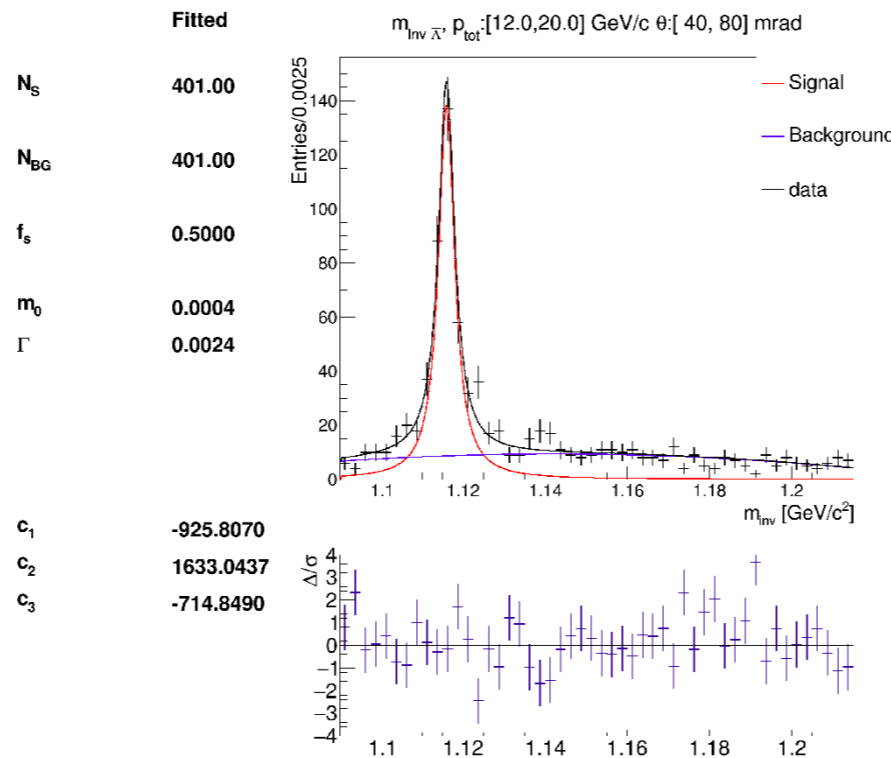 Fitted
m_inv Λ̅, p_tot:[12.0,20.0] GeV/c θ:[ 40, 80] mrad
N_S 401.00
N_BG 401.00
f_s 0.5000
m_0 0.0004
Γ 0.0024
c_1 -925.8070
c_2 1633.0437
c_3 -714.8490
Entries/0.0025
140
120
100
80
60
40
20
0
Signal
Background
data
1.1 1.12 1.14 1.16 1.18 1.2
m_inv [GeV/c²]
Δ/σ
4
3
2
1
0
−1
−2
−3
−4
1.1 1.12 1.14 1.16 1.18 1.2